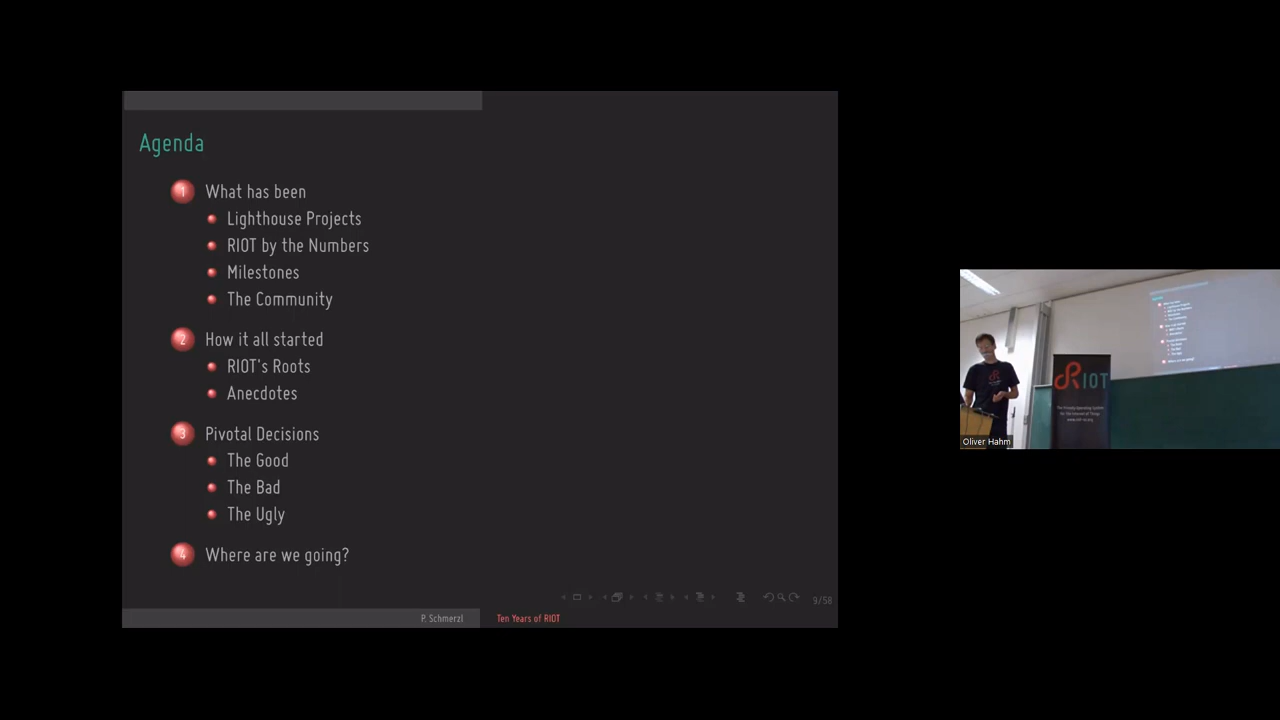 Agenda
1 What has been
Lighthouse Projects
RIOT by the Numbers
Milestones
The Community
2 How it all started
RIOT's Roots
Anecdotes
3 Pivotal Decisions
The Good
The Bad
The Ugly
4 Where are we going?
9/58
P. Schmerzl
Ten Years of RIOT
RIOT
Oliver Hahm